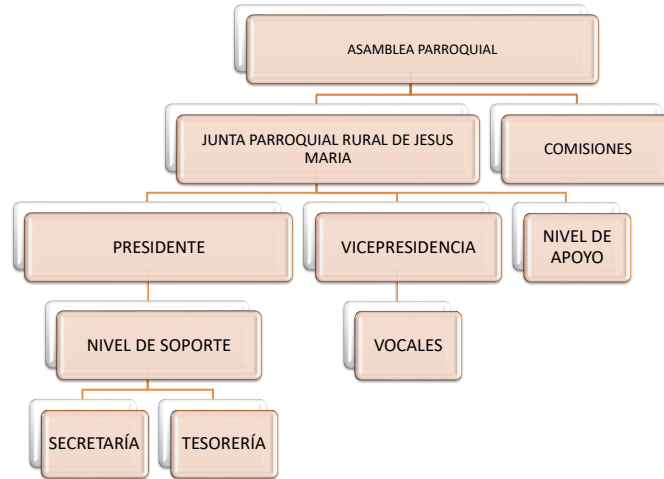 ASAMBLEA PARROQUIAL
JUNTA PARROQUIAL RURAL DE JESUS
MARIA
COMISIONES
PRESIDENTE
VICEPRESIDENCIA
NIVEL DE
APOYO
NIVEL DE SOPORTE
VOCALES
SECRETARÍA
TESORERÍA